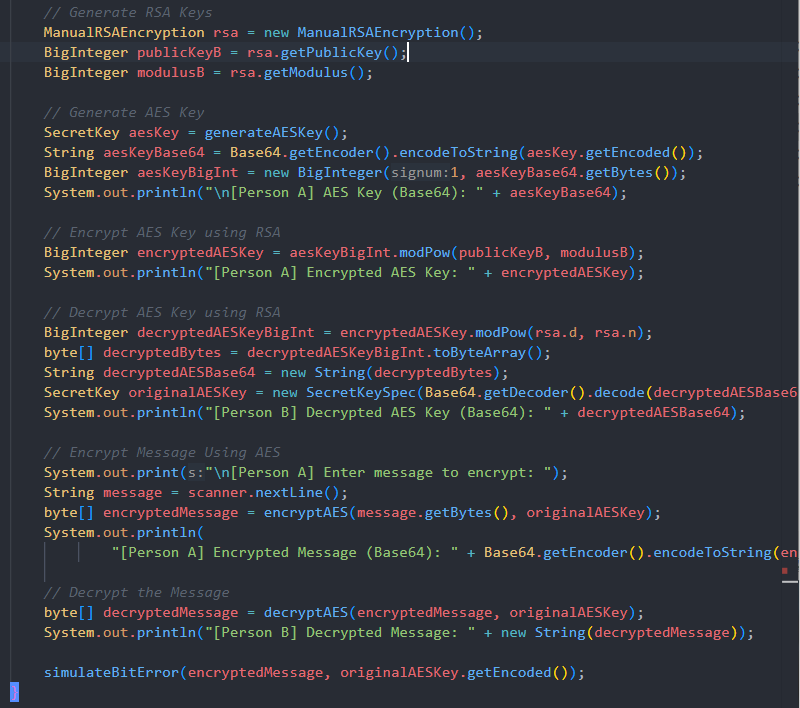 // Generate RSA Keys
ManualRSAEncryption rsa = new ManualRSAEncryption();
BigInteger publicKeyB = rsa.getPublicKey();
BigInteger modulusB = rsa.getModulus();
// Generate AES Key
SecretKey aesKey = generateAESKey();
String aesKeyBase64 = Base64.getEncoder().encodeToString(aesKey.getEncoded());
BigInteger aesKeyBigInt = new BigInteger(signum:1, aesKeyBase64.getBytes());
System.out.println("\n[Person A] AES Key (Base64): " + aesKeyBase64);
// Encrypt AES Key using RSA
BigInteger encryptedAESKey = aesKeyBigInt.modPow(publicKeyB, modulusB);
System.out.println("[Person A] Encrypted AES Key: " + encryptedAESKey);
// Decrypt AES Key using RSA
BigInteger decryptedAESKeyBigInt = encryptedAESKey.modPow(rsa.d, rsa.n);
byte[] decryptedBytes = decryptedAESKeyBigInt.toByteArray();
String decryptedAESBase64 = new String(decryptedBytes);
SecretKey originalAESKey = new SecretKeySpec(Base64.getDecoder().decode(decryptedAESBase6
System.out.println("[Person B] Decrypted AES Key (Base64): " + decryptedAESBase64);
// Encrypt Message Using AES
System.out.print(s:"\n[Person A] Enter message to encrypt: ");
String message = scanner.nextLine();
byte[] encryptedMessage = encryptAES(message.getBytes(), originalAESKey);
System.out.println(
"[Person A] Encrypted Message (Base64): " + Base64.getEncoder().encodeToString(en
// Decrypt the Message
byte[] decryptedMessage = decryptAES(encryptedMessage, originalAESKey);
System.out.println("[Person B] Decrypted Message: " + new String(decryptedMessage));
simulateBitError(encryptedMessage, originalAESKey.getEncoded());
}